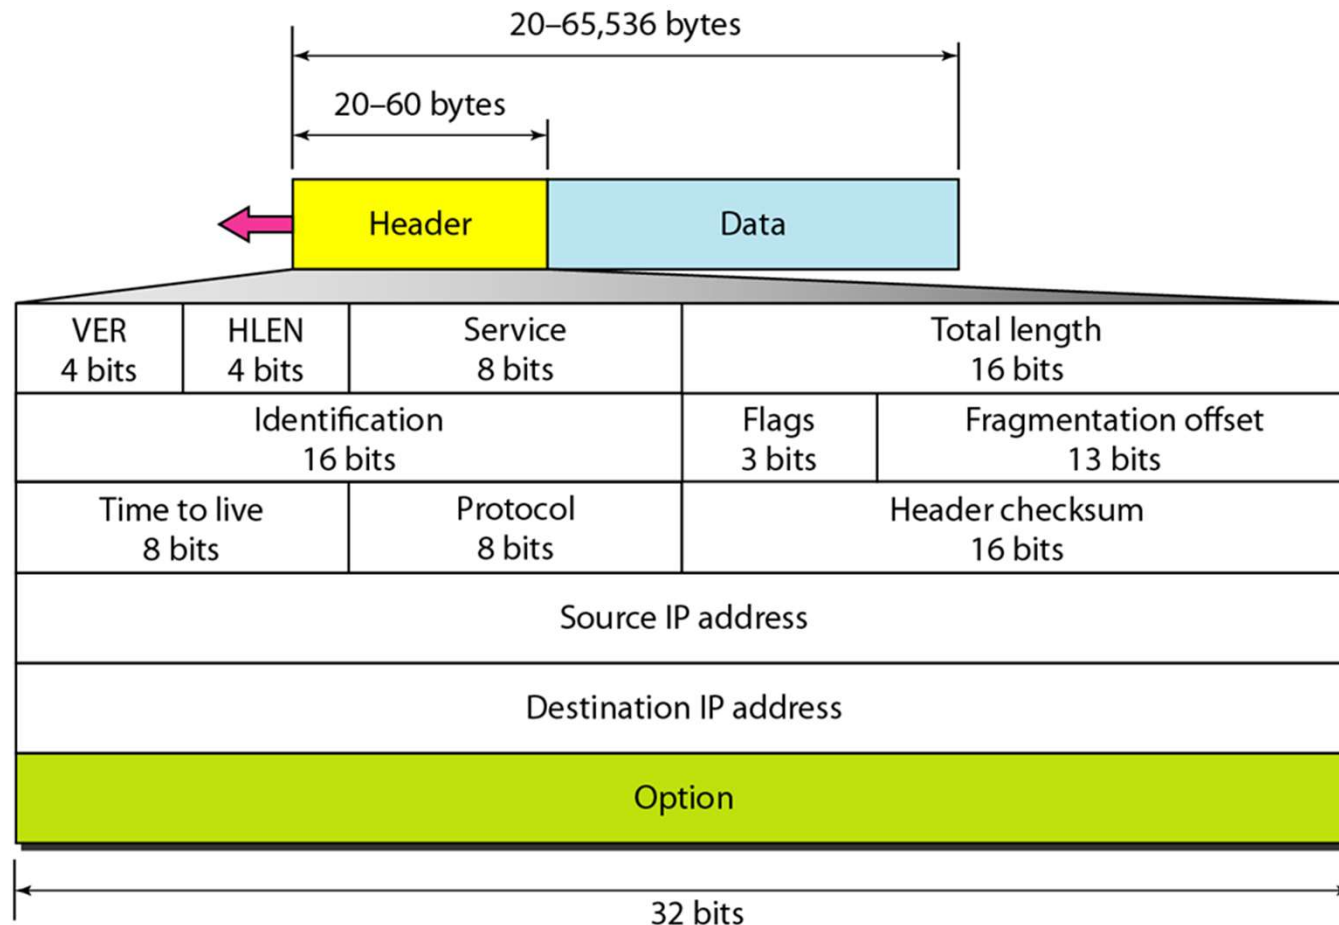 20–65,536 bytes
20–60 bytes
Header
Data
VER
4 bits
HLEN
4 bits
Service
8 bits
Total length
16 bits
Identification
16 bits
Flags
3 bits
Fragmentation offset
13 bits
Time to live
8 bits
Protocol
8 bits
Header checksum
16 bits
Source IP address
Destination IP address
Option
32 bits